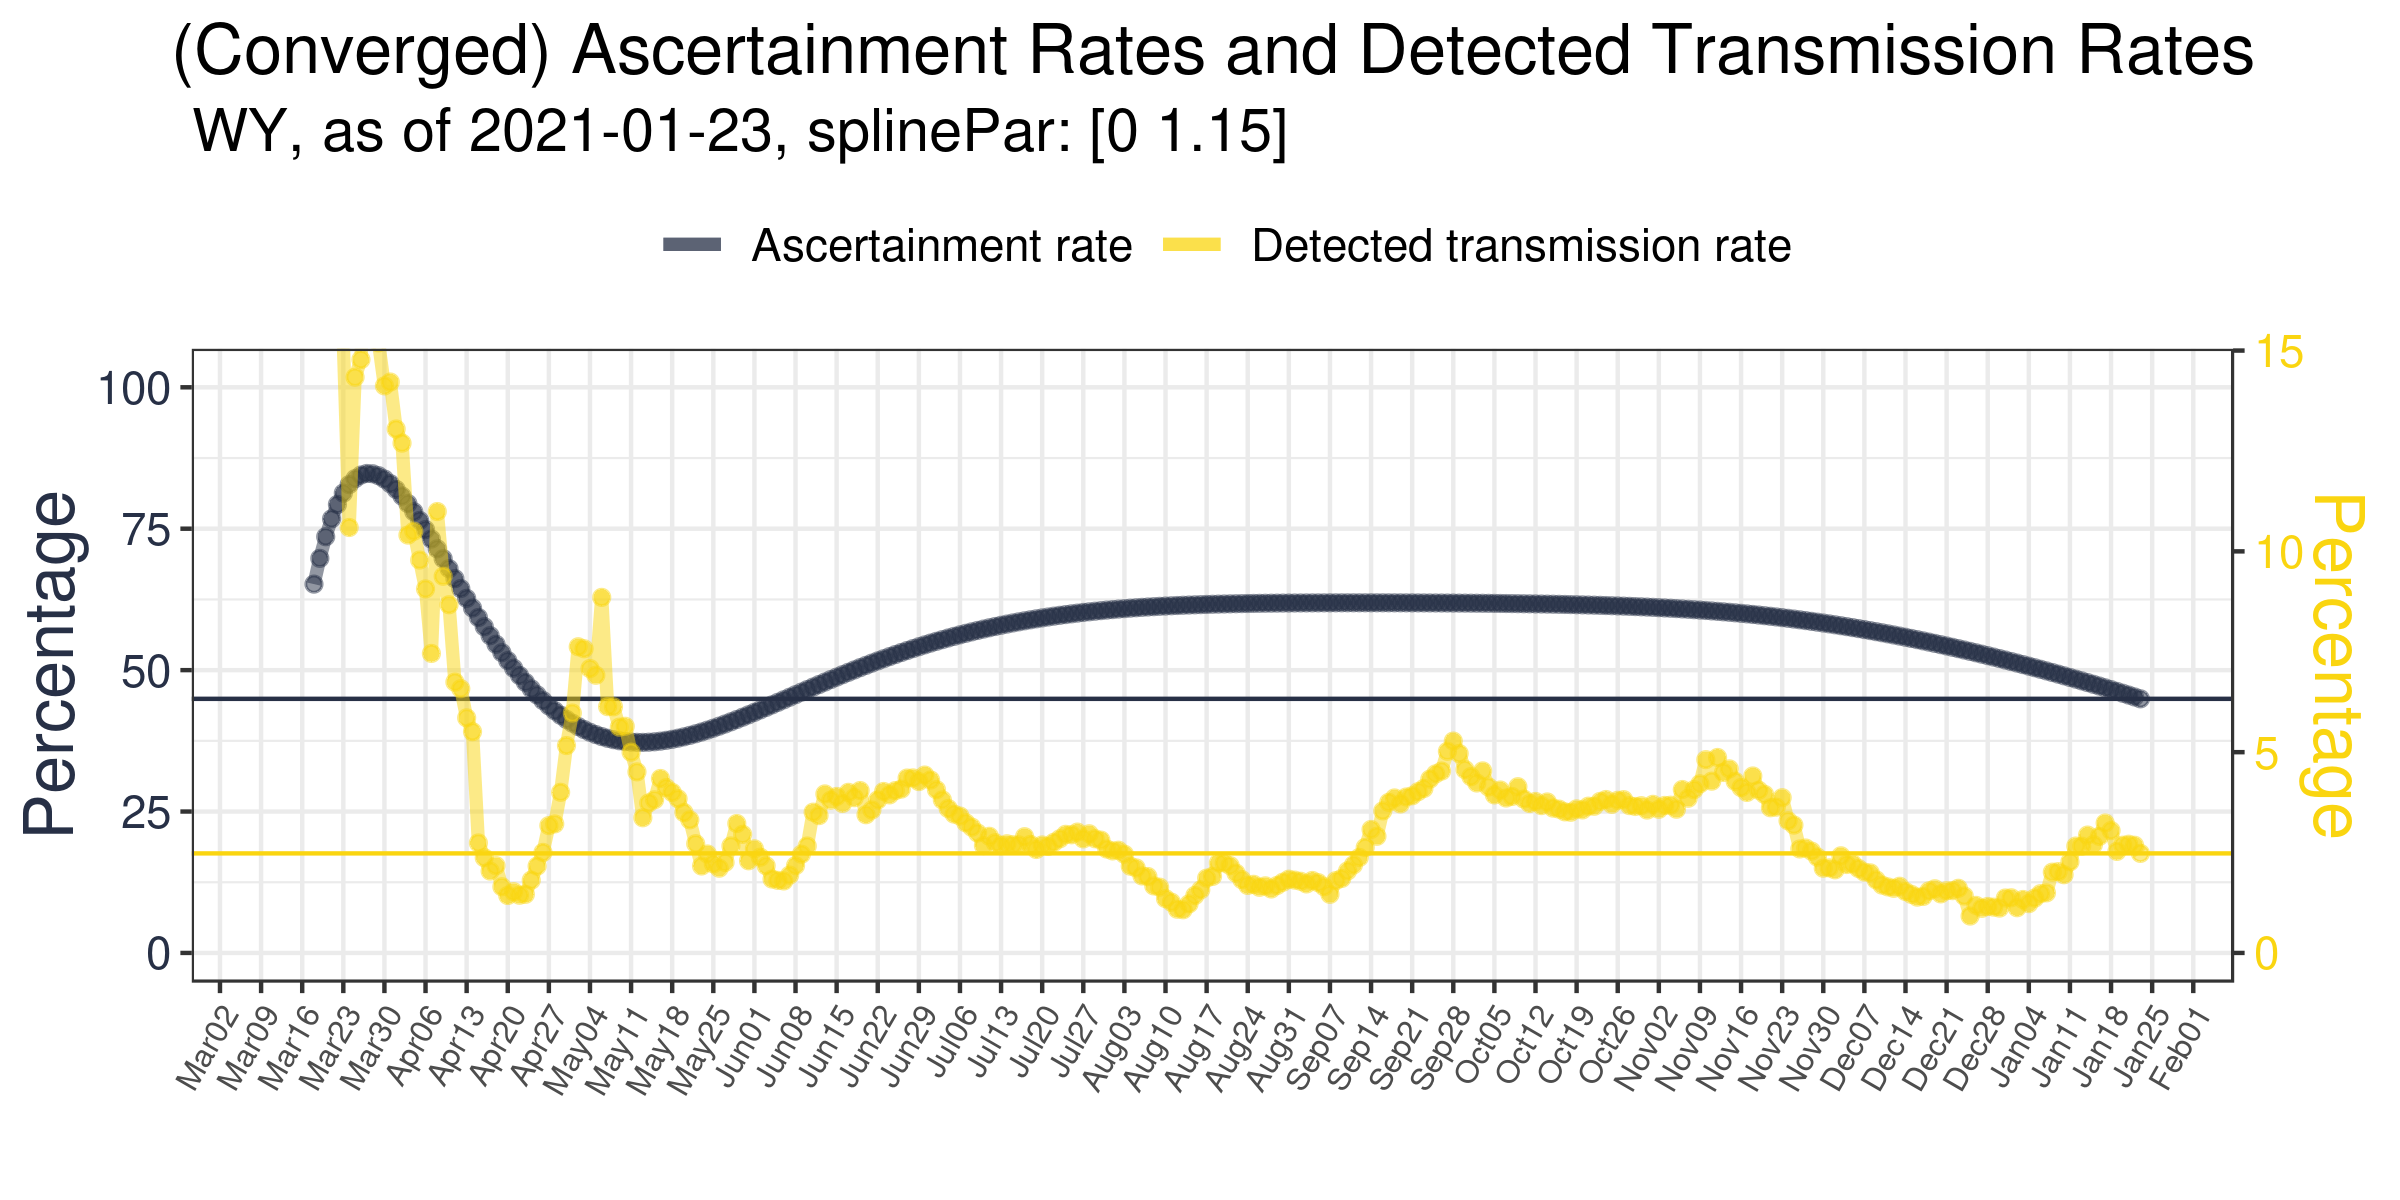 (Converged) Ascertainment Rates and Detected Transmission Rates
WY, as of 2021-01-23, splinePar: [0 1.15]
Ascertainment rate
Detected transmission rate
Percentage
100
75
50
25
0
15
10
5
0
Percentage
Mar02
Mar09
Mar16
Mar23
Mar30
Apr06
Apr13
Apr20
Apr27
May04
May11
May18
May25
Jun01
Jun08
Jun15
Jun22
Jun29
Jul06
Jul13
Jul20
Jul27
Aug03
Aug10
Aug17
Aug24
Aug31
Sep07
Sep14
Sep21
Sep28
Oct05
Oct12
Oct19
Oct26
Nov02
Nov09
Nov16
Nov23
Nov30
Dec07
Dec14
Dec21
Dec28
Jan04
Jan11
Jan18
Jan25
Feb01